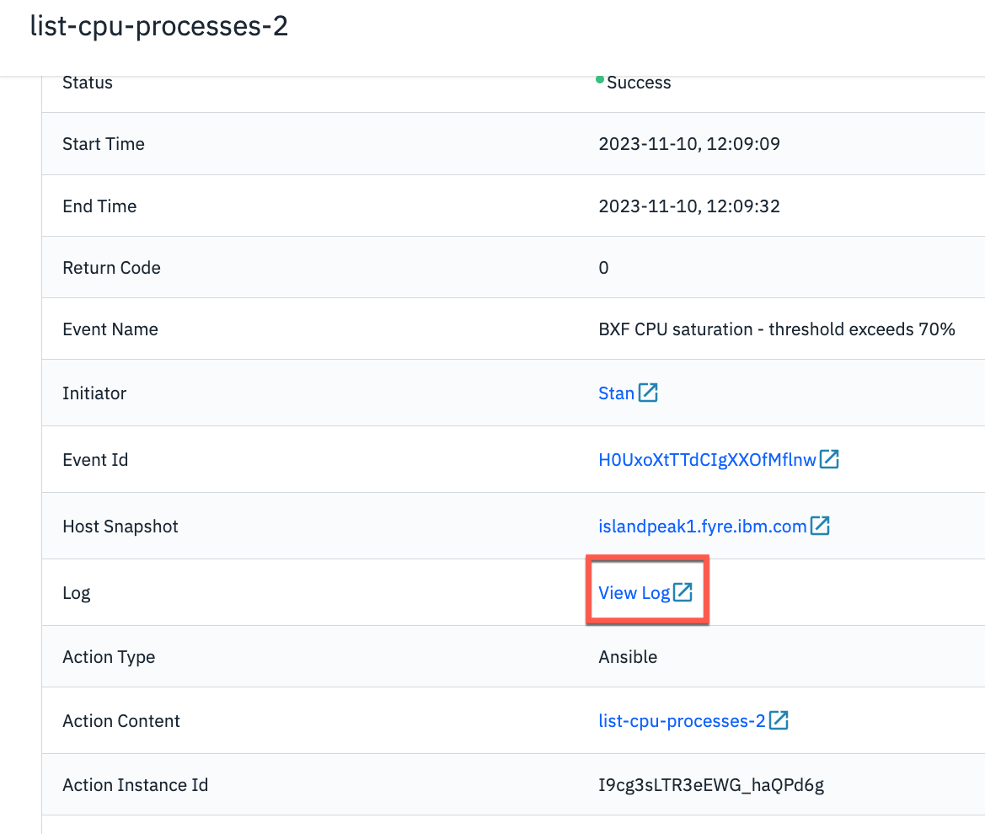 list-cpu-processes-2
Status Success
Start Time 2023-11-10, 12:09:09
End Time 2023-11-10, 12:09:32
Return Code 0
Event Name BXF CPU saturation - threshold exceeds 70%
Initiator Stan
Event Id H0UxoXtTTdCIgXXOfMflnw
Host Snapshot islandpeak1.fyre.ibm.com
Log View Log
Action Type Ansible
Action Content list-cpu-processes-2
Action Instance Id I9cg3sLTR3eEWG_haQPd6g